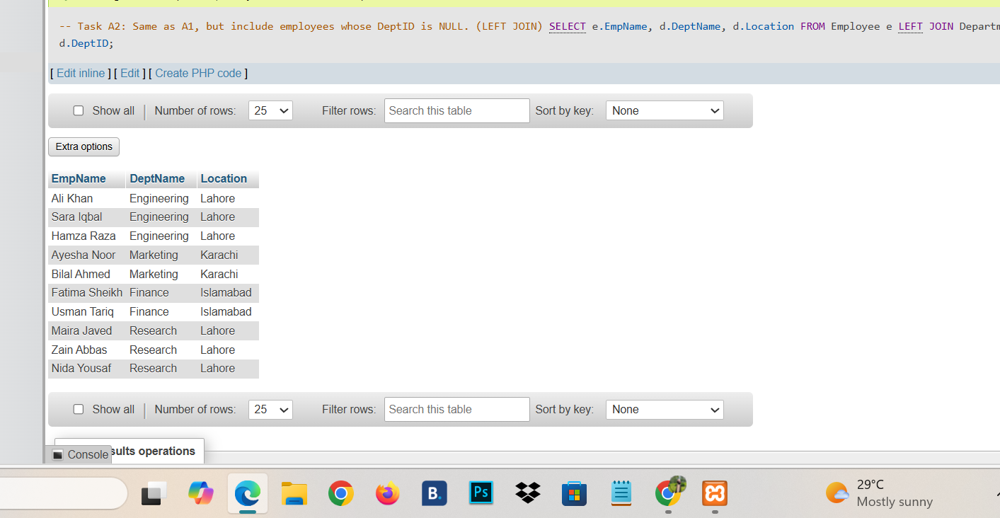 -- Task A2: Same as A1, but include employees whose DeptID is NULL. (LEFT JOIN) SELECT e.EmpName, d.DeptName, d.Location FROM Employee e LEFT JOIN Departm
d.DeptID;
[ Edit inline ] [ Edit ] [ Create PHP code ]
Show all Number of rows: 25 Filter rows: Search this table Sort by key: None
Extra options
EmpName DeptName Location
Ali Khan Engineering Lahore
Sara Iqbal Engineering Lahore
Hamza Raza Engineering Lahore
Ayesha Noor Marketing Karachi
Bilal Ahmed Marketing Karachi
Fatima Sheikh Finance Islamabad
Usman Tariq Finance Islamabad
Maira Javed Research Lahore
Zain Abbas Research Lahore
Nida Yousaf Research Lahore
Show all Number of rows: 25 Filter rows: Search this table Sort by key: None
Console sults operations
B. Ps 29°C
Mostly sunny